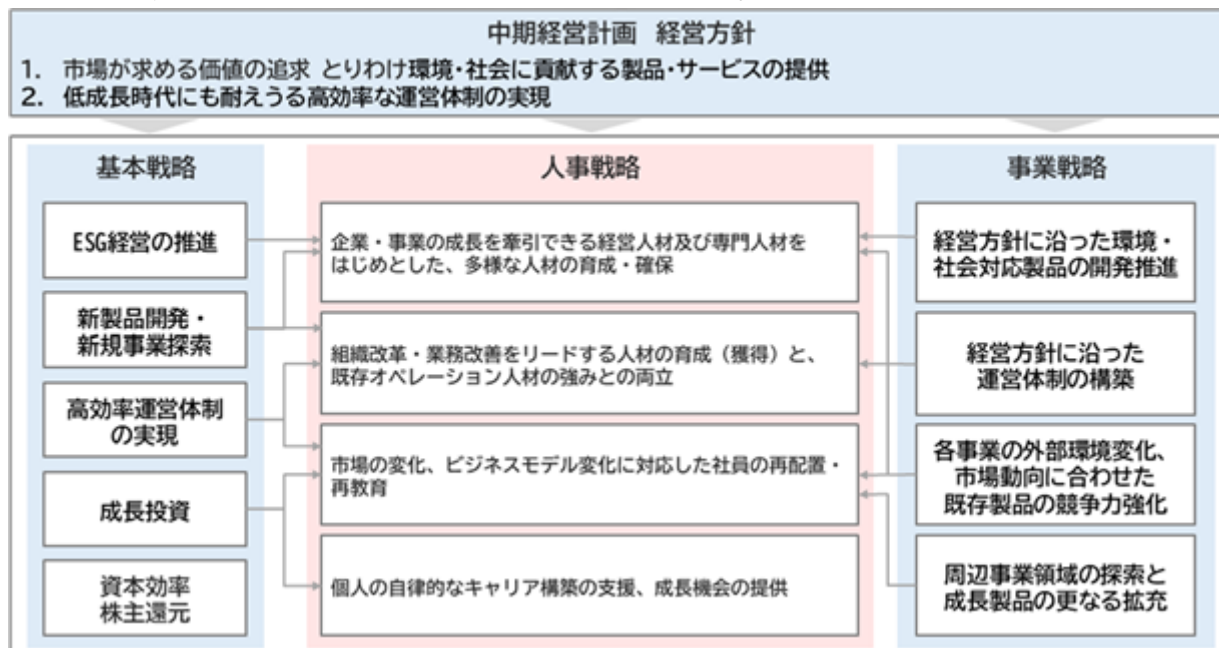 中期経営計画 経営方針
1. 市場が求める価値の追求 とりわけ環境・社会に貢献する製品・サービスの提供
2. 低成長時代にも耐えうる高効率な運営体制の実現
基本戦略
ESG経営の推進
新製品開発・
新規事業探索
高効率運営体制
の実現
成長投資
資本効率
株主還元
人事戦略
企業・事業の成長を牽引できる経営人材及び専門人材を
はじめとした、多様な人材の育成・確保
組織改革・業務改善をリードする人材の育成（獲得）と、
既存オペレーション人材の強みとの両立
市場の変化、ビジネスモデル変化に対応した社員の再配置・
再教育
個人の自律的なキャリア構築の支援、成長機会の提供
事業戦略
経営方針に沿った環境・
社会対応製品の開発推進
経営方針に沿った
運営体制の構築
各事業の外部環境変化、
市場動向に合わせた
既存製品の競争力強化
周辺事業領域の探索と
成長製品の更なる拡充